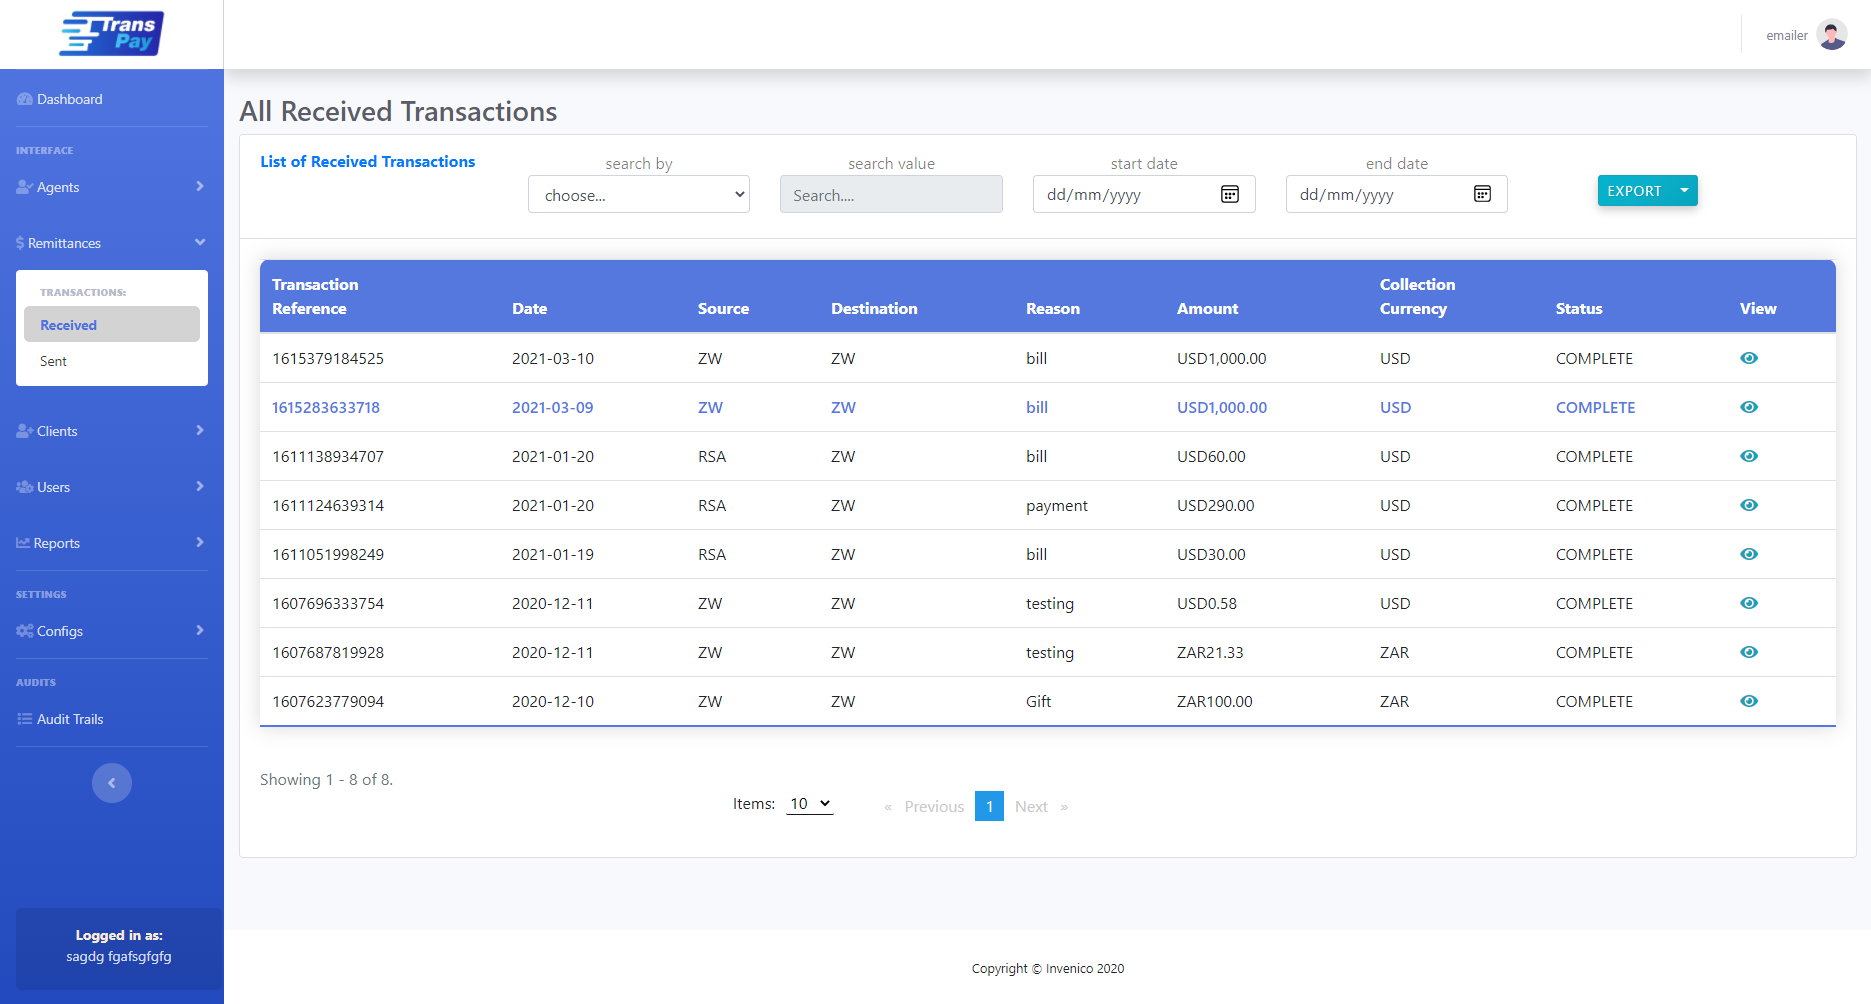 Trans
Pay
emailer
Dashboard
INTERFACE
Agents
Remittances
TRANSACTIONS:
Received
Sent
Clients
Users
Reports
SETTINGS
Configs
AUDITS
Audit Trails
Logged in as:
sagdg fgafsgfgfg
All Received Transactions
List of Received Transactions
search by
choose...
search value
Search....
start date
dd/mm/yyyy
end date
dd/mm/yyyy
EXPORT
Transaction Reference Date Source Destination Reason Amount Collection Currency Status View
1615379184525 2021-03-10 ZW ZW bill USD1,000.00 USD COMPLETE
1615283633718 2021-03-09 ZW ZW bill USD1,000.00 USD COMPLETE
1611138934707 2021-01-20 RSA ZW bill USD60.00 USD COMPLETE
1611124639314 2021-01-20 RSA ZW payment USD290.00 USD COMPLETE
1611051998249 2021-01-19 RSA ZW bill USD30.00 USD COMPLETE
1607696333754 2020-12-11 ZW ZW testing USD0.58 USD COMPLETE
1607687819928 2020-12-11 ZW ZW testing ZAR21.33 ZAR COMPLETE
1607623779094 2020-12-10 ZW ZW Gift ZAR100.00 ZAR COMPLETE
Showing 1 - 8 of 8.
Items: 10 « Previous 1 Next »
Copyright © Invenico 2020